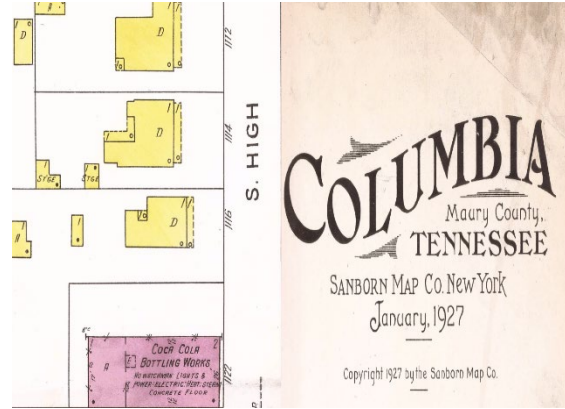 A
D
1112
D
1114
S. HIGH
STGE
STGE
D
1116
A
COCA COLA
BOTTLING WORKS.
NO WATCHMAN LIGHTS &
POWER: ELECTRIC: HEAT: STEAM
CONCRETE FLOOR
A
1122
COLUMBIA
Maury County,
TENNESSEE
SANBORN MAP CO. NEW YORK
January, 1927
Copyright 1927 by the Sanborn Map Co.